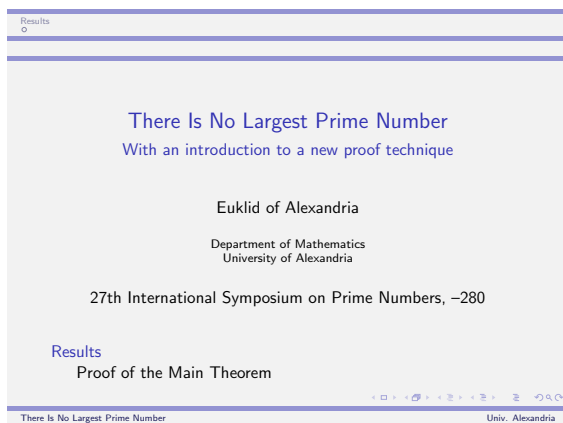 Results
There Is No Largest Prime Number
With an introduction to a new proof technique
Euklid of Alexandria
Department of Mathematics
University of Alexandria
27th International Symposium on Prime Numbers, –280
Results
Proof of the Main Theorem
There Is No Largest Prime Number
Univ. Alexandria